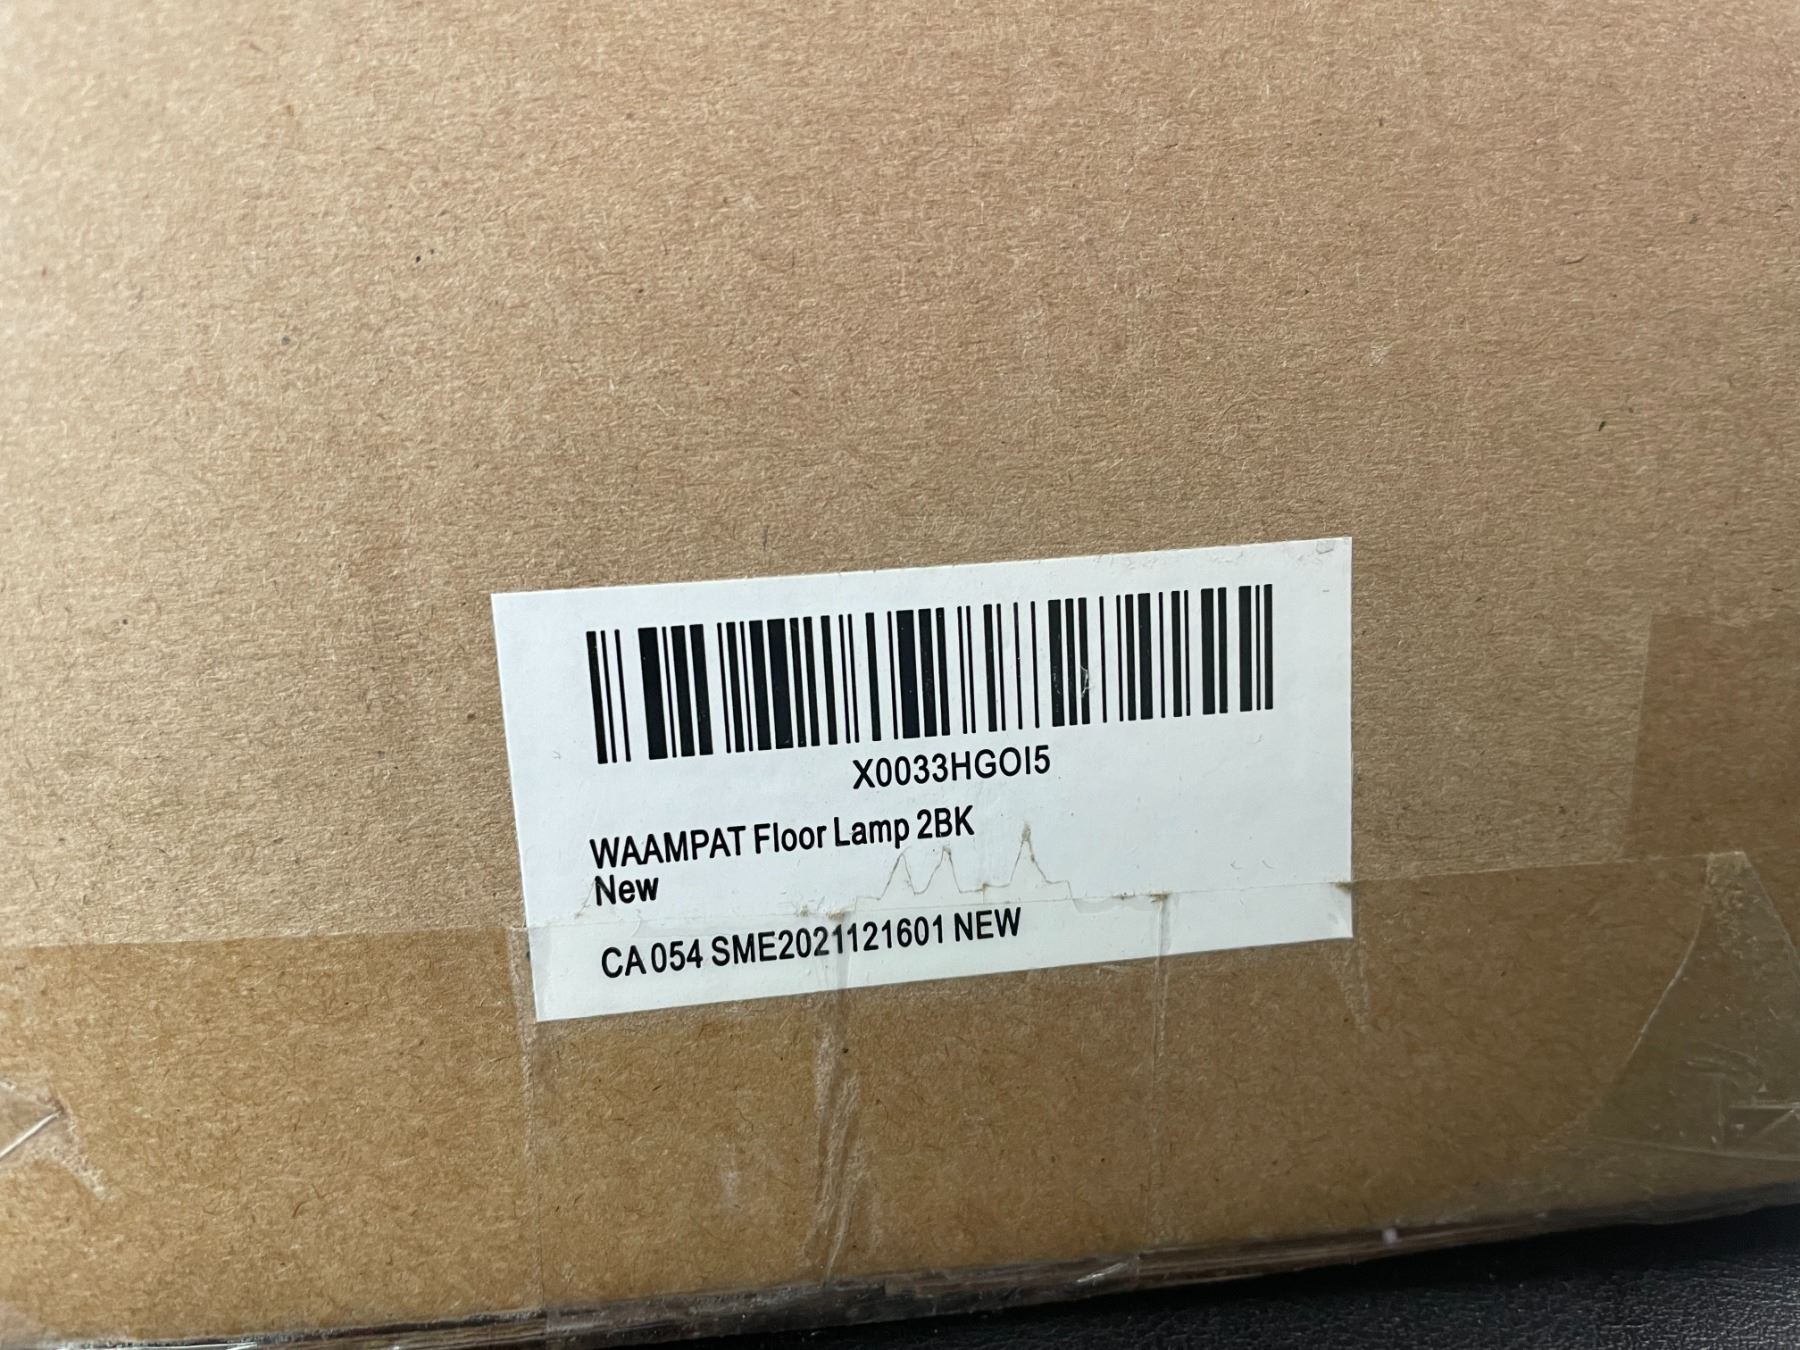 X0033HGOI5
WAAMPAT Floor Lamp 2BK
New
CA 054 SME2021121601 NEW